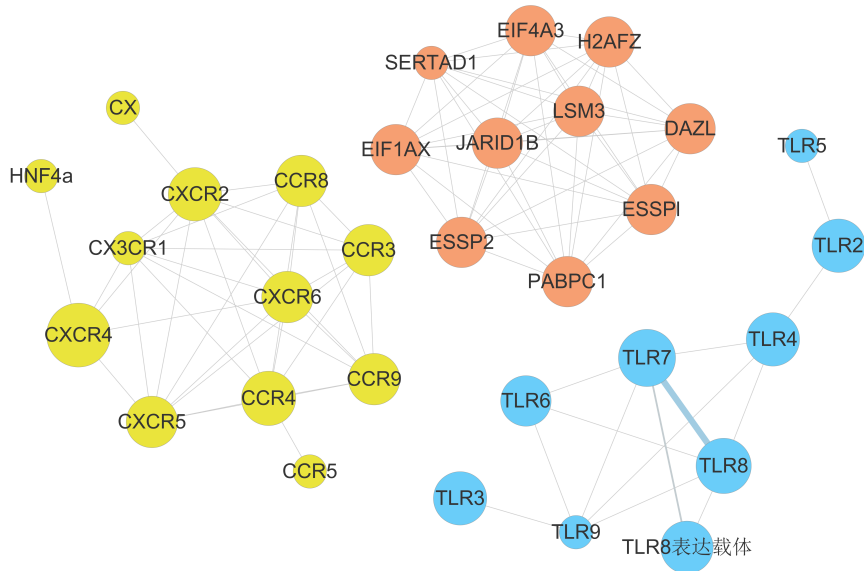 EIF4A3
H2AFZ
SERTAD1
CX
LSM3
DAZL
JARID1B
EIF1AX
TLR5
HNF4a
CXCR2
CCR8
ESSPI
CX3CR1
CCR3
ESSP2
TLR2
PABPC1
CXCR6
CXCR4
TLR4
TLR7
CCR9
CCR4
TLR6
CXCR5
CCR5
TLR8
TLR3
TLR9
TLR8表达载体